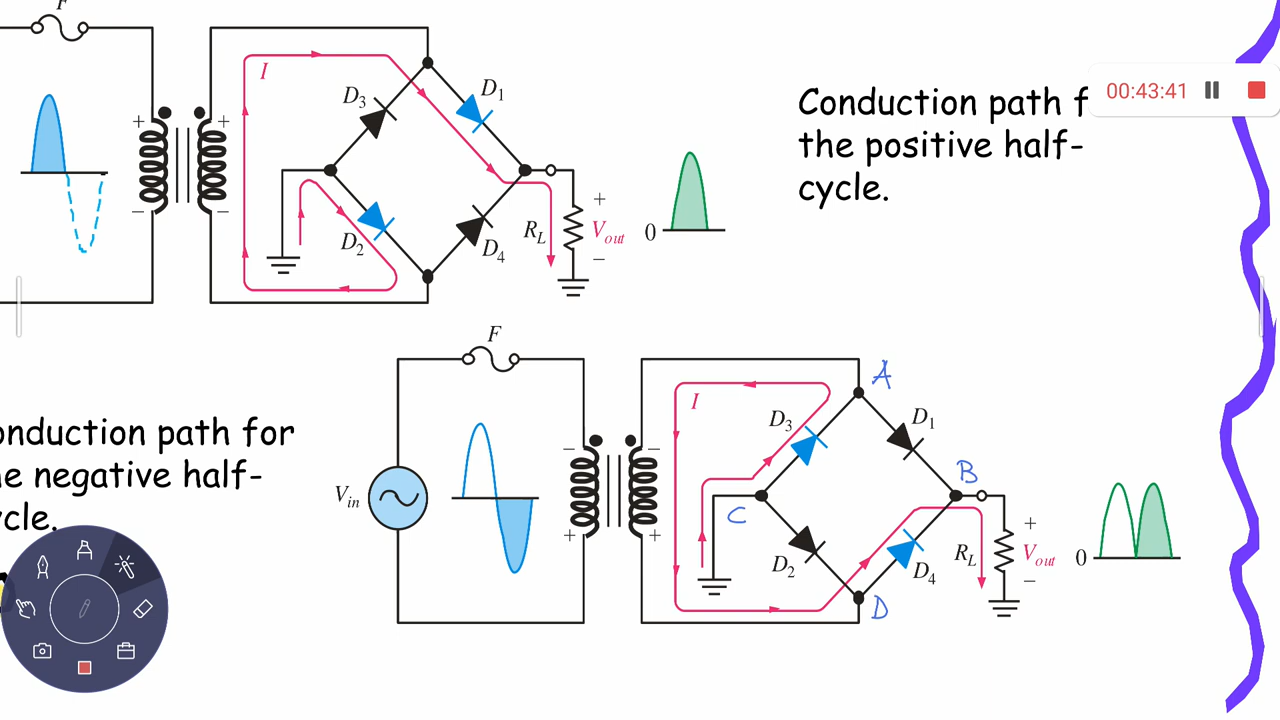 F
I
D3
D1
+
+
-
-
D2
D4
RL
+
Vout
-
0
Conduction path f
the positive half-
cycle.
00:43:41
F
Vin
-
-
+
+
I
A
D3
D1
B
C
D2
D4
D
RL
+
Vout
-
0
onduction path for
e negative half-
cle.